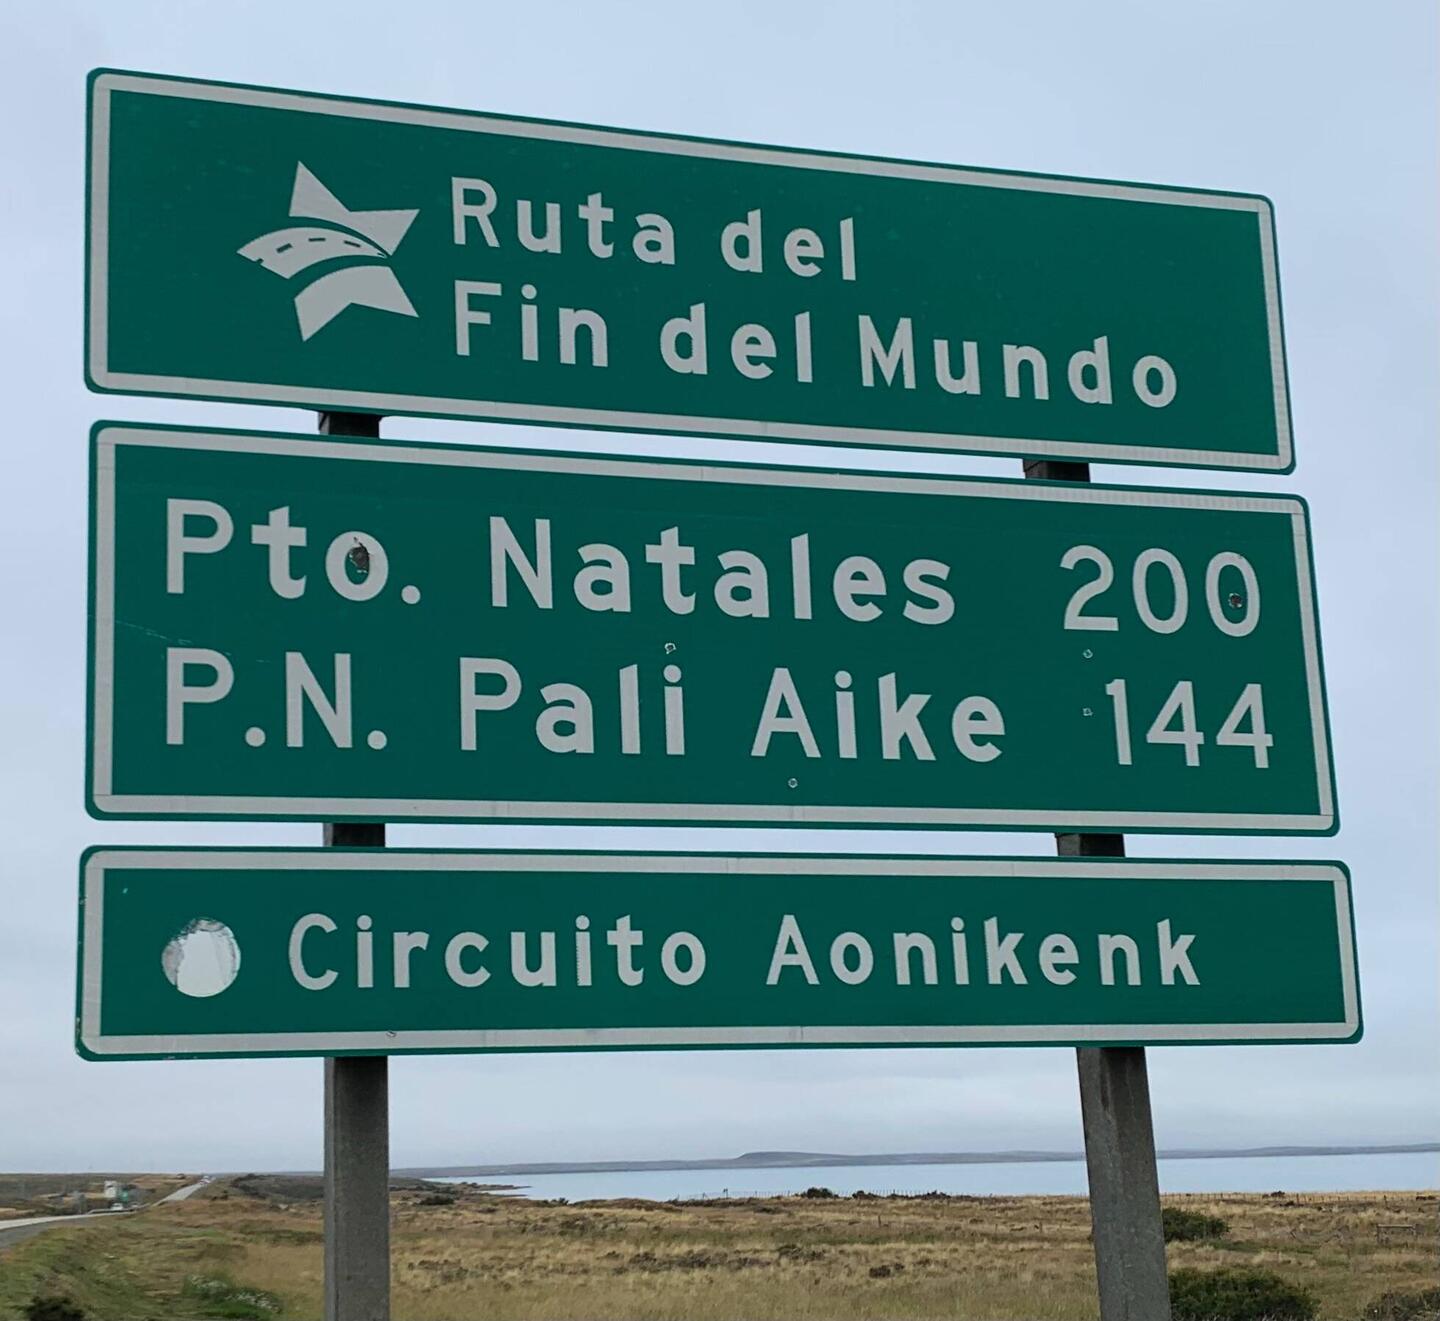 Ruta del
Fin del Mundo
Pto. Natales 200
P.N. Pali Aike 144
Circuito Aonikenk